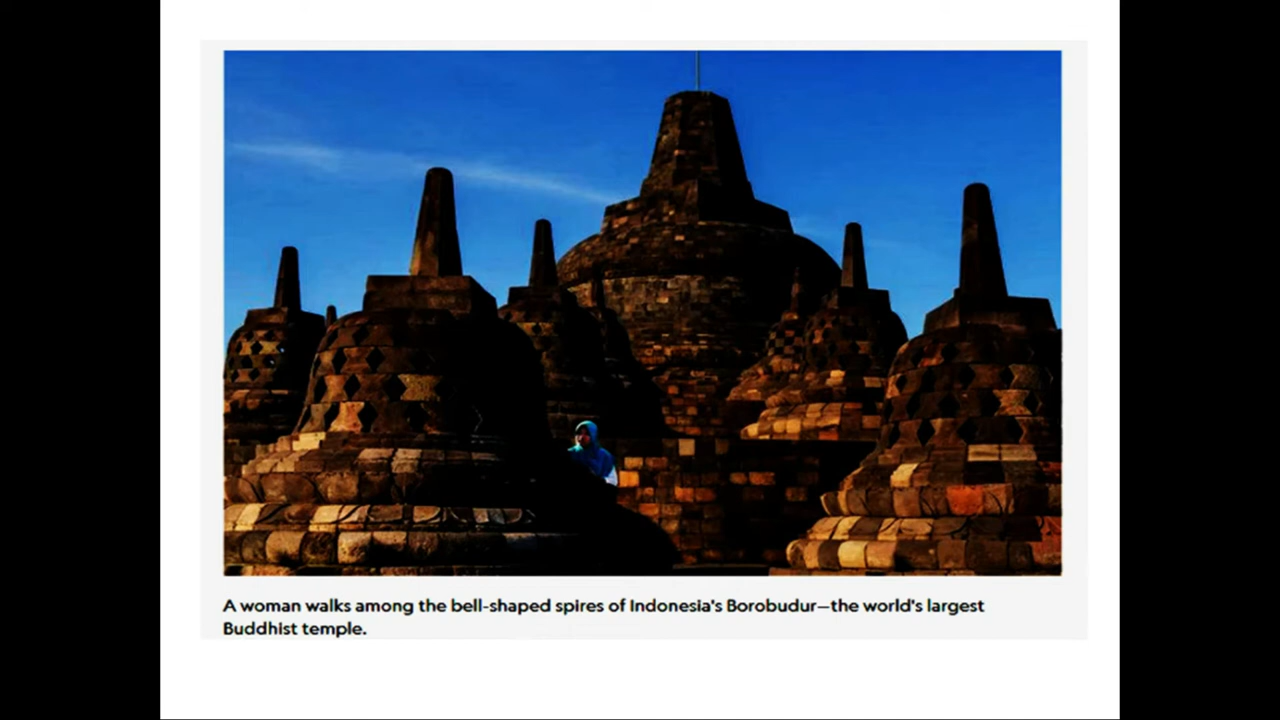 A woman walks among the bell-shaped spires of Indonesia's Borobudur—the world's largest
Buddhist temple.